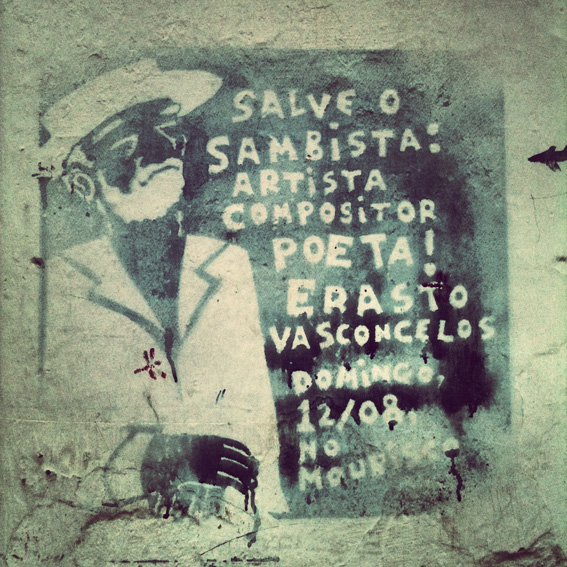 SALVE O
SAMBiSTA:
ARTiSTA
COMPOSiTOR
POETA!
ERASTO
VASCONCELOS
DOMiNGO,
12/08,
NO